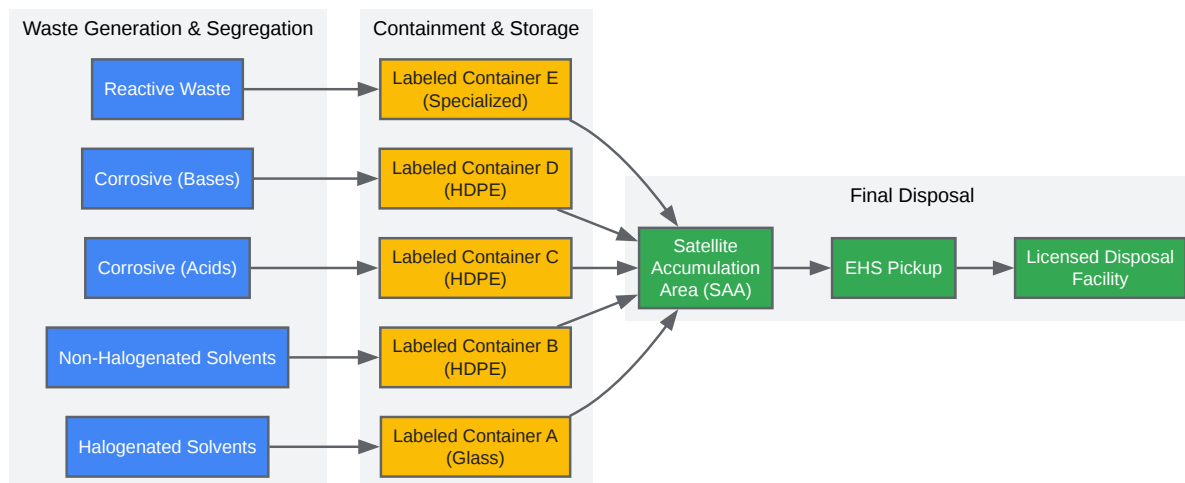 Waste Generation & Segregation
Containment & Storage
Reactive Waste
Labeled Container E
(Specialized)
Corrosive (Bases)
Labeled Container D
(HDPE)
Final Disposal
Corrosive (Acids)
Labeled Container C
(HDPE)
Satellite
Accumulation
Area (SAA)
EHS Pickup
Licensed Disposal
Facility
Non-Halogenated Solvents
Labeled Container B
(HDPE)
Halogenated Solvents
Labeled Container A
(Glass)